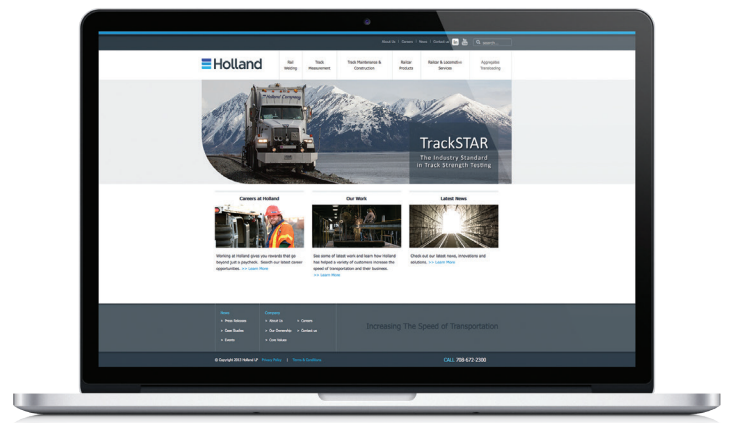 About Us | Careers | News | Contact us
search...
Holland
Rail Welding
Track Measurement
Track Maintenance & Construction
Railcar Products
Railcar & Locomotive Services
Aggregates Transloading
Holland Company
TrackSTAR
The Industry Standard
in Track Strength Testing
Careers at Holland
Working at Holland gives you rewards that go
beyond just a paycheck. Search our latest career
opportunities. >> Learn More
Our Work
See some of latest work and learn how Holland
has helped a variety of customers increase the
speed of transportation and their business.
>> Learn More
Latest News
Check out our latest news, innovations and
solutions. >> Learn More
News
> Press Releases
> Case Studies
> Events
Company
> About Us
> Our Ownership
> Core Values
> Careers
> Contact us
Increasing The Speed of Transportation
© Copyright 2013 Holland LP Privacy Policy | Terms & Conditions
CALL 708-672-2300